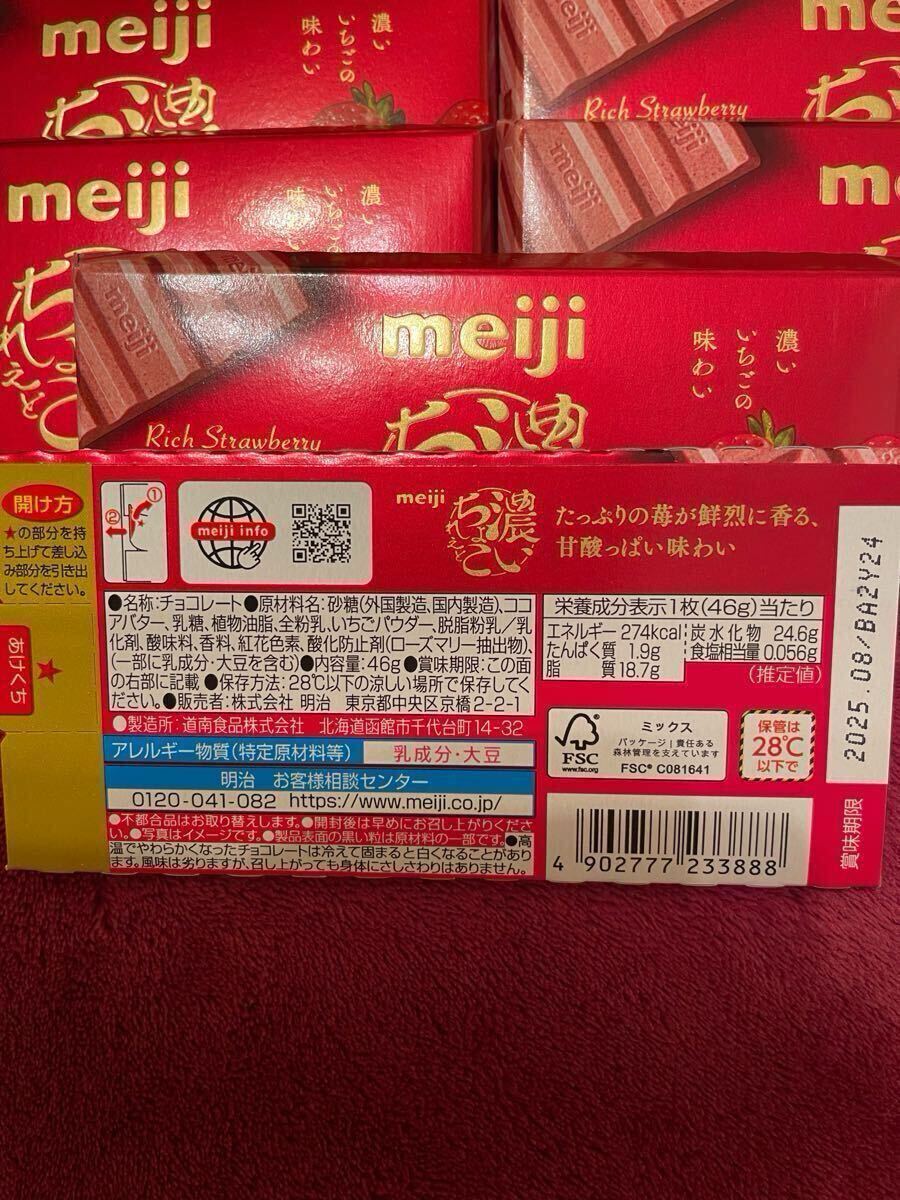 meiji
濃い
いちごの
味わい
Rich Strawberry
me
meiji
濃い
味わい
meiji
meiji
m
meiji
meiji
濃い
いちごの
味わい
Rich Strawberry
開け方
★の部分を持
ち上げて差し込
み部分を引き出
してください。
おけくち
① ②
meiji info
meiji
濃い
ちょこ
れえと
たっぷりの苺が鮮烈に香る、
甘酸っぱい味わい
●名称:チョコレート●原材料名:砂糖(外国製造、国内製造)、ココ
アバター、乳糖、植物油脂、全粉乳、いちごパウダー、脱脂粉乳/乳
化剤、酸味料、香料、紅花色素、酸化防止剤(ローズマリー抽出物)、
(一部に乳成分・大豆を含む)●内容量:46g●賞味期限:この面
の右部に記載 ●保存方法:28℃以下の涼しい場所で保存してく
ださい。●販売者:株式会社 明治 東京都中央区京橋2-2-1
●製造所:道南食品株式会社 北海道函館市千代台町14-32
アレルギー物質(特定原材料等) 乳成分・大豆
明治 お客様相談センター
0120-041-082 https://www.meiji.co.jp/
●不都合品はお取り替えします。●開封後は早めにお召し上がりくださ
い。●写真はイメージです。●製品表面の黒い粒は原材料の一部です。●高
温でやわらかくなったチョコレートは冷えて固まると白くなることがあり
ます。風味は劣りますが、召し上がっても身体にさしさわりはありません。
栄養成分表示1枚(46g)当たり
エネルギー 274kcal 炭水化物 24.6g
たんぱく質 1.9g 食塩相当量 0.056g
脂質 18.7g (推定値)
FSC
www.fsc.org
ミックス
パッケージ|責任ある
森林管理を支えています
FSC® C081641
保管は
28℃
以下で
4 902777 233888
2025.08/BA2Y24
賞味期限